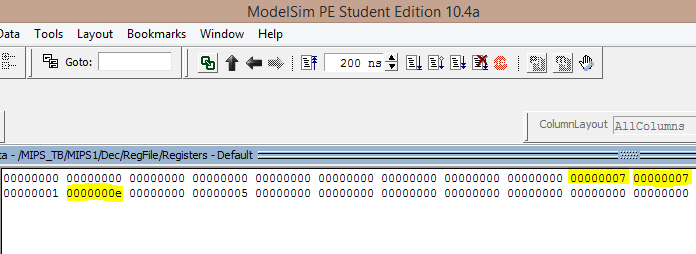 ModelSim PE Student Edition 10.4a
Data Tools Layout Bookmarks Window Help
Goto: 200 ns
ColumnLayout AllColumns
ta - /MIPS_TB/MIPS1/Dec/RegFile/Registers - Default
00000000 00000000 00000000 00000000 00000000 00000000 00000000 00000000 00000000 00000007 00000007
00000001 0000000e 00000000 00000005 00000000 00000000 00000000 00000000 00000000 00000000 00000000